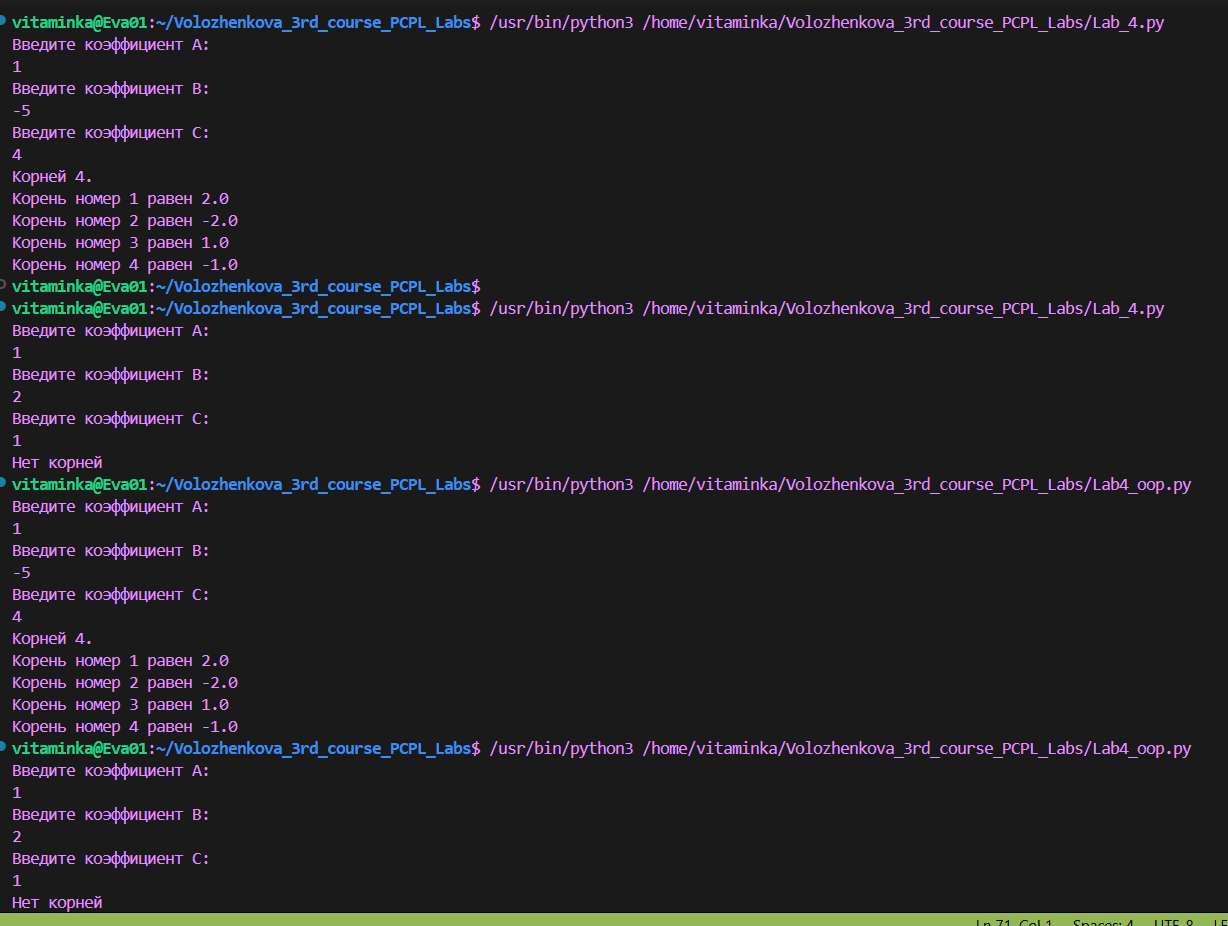 vitaminka@Eva01:~/Volozhenkova_3rd_course_PCPL_Labs$ /usr/bin/python3 /home/vitaminka/Volozhenkova_3rd_course_PCPL_Labs/Lab_4.py
Введите коэффициент A:
1
Введите коэффициент B:
-5
Введите коэффициент C:
4
Корней 4.
Корень номер 1 равен 2.0
Корень номер 2 равен -2.0
Корень номер 3 равен 1.0
Корень номер 4 равен -1.0
vitaminka@Eva01:~/Volozhenkova_3rd_course_PCPL_Labs$
vitaminka@Eva01:~/Volozhenkova_3rd_course_PCPL_Labs$ /usr/bin/python3 /home/vitaminka/Volozhenkova_3rd_course_PCPL_Labs/Lab_4.py
Введите коэффициент A:
1
Введите коэффициент B:
2
Введите коэффициент C:
1
Нет корней
vitaminka@Eva01:~/Volozhenkova_3rd_course_PCPL_Labs$ /usr/bin/python3 /home/vitaminka/Volozhenkova_3rd_course_PCPL_Labs/Lab4_oop.py
Введите коэффициент A:
1
Введите коэффициент B:
-5
Введите коэффициент C:
4
Корней 4.
Корень номер 1 равен 2.0
Корень номер 2 равен -2.0
Корень номер 3 равен 1.0
Корень номер 4 равен -1.0
vitaminka@Eva01:~/Volozhenkova_3rd_course_PCPL_Labs$ /usr/bin/python3 /home/vitaminka/Volozhenkova_3rd_course_PCPL_Labs/Lab4_oop.py
Введите коэффициент A:
1
Введите коэффициент B:
2
Введите коэффициент C:
1
Нет корней
Ln 71, Col 1 Spaces: 4 UTF-8